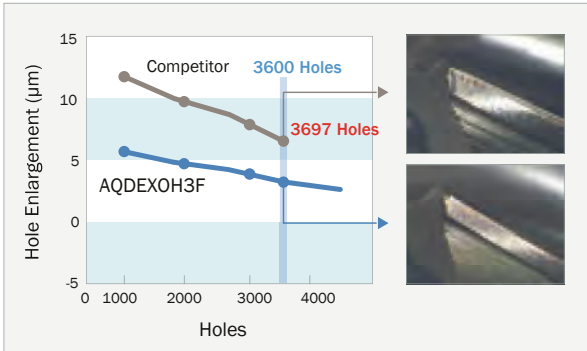 15
10
5
0
-5
Hole Enlargement (µm)
Competitor
3600 Holes
3697 Holes
AQDEXOH3F
0 1000 2000 3000 4000
Holes